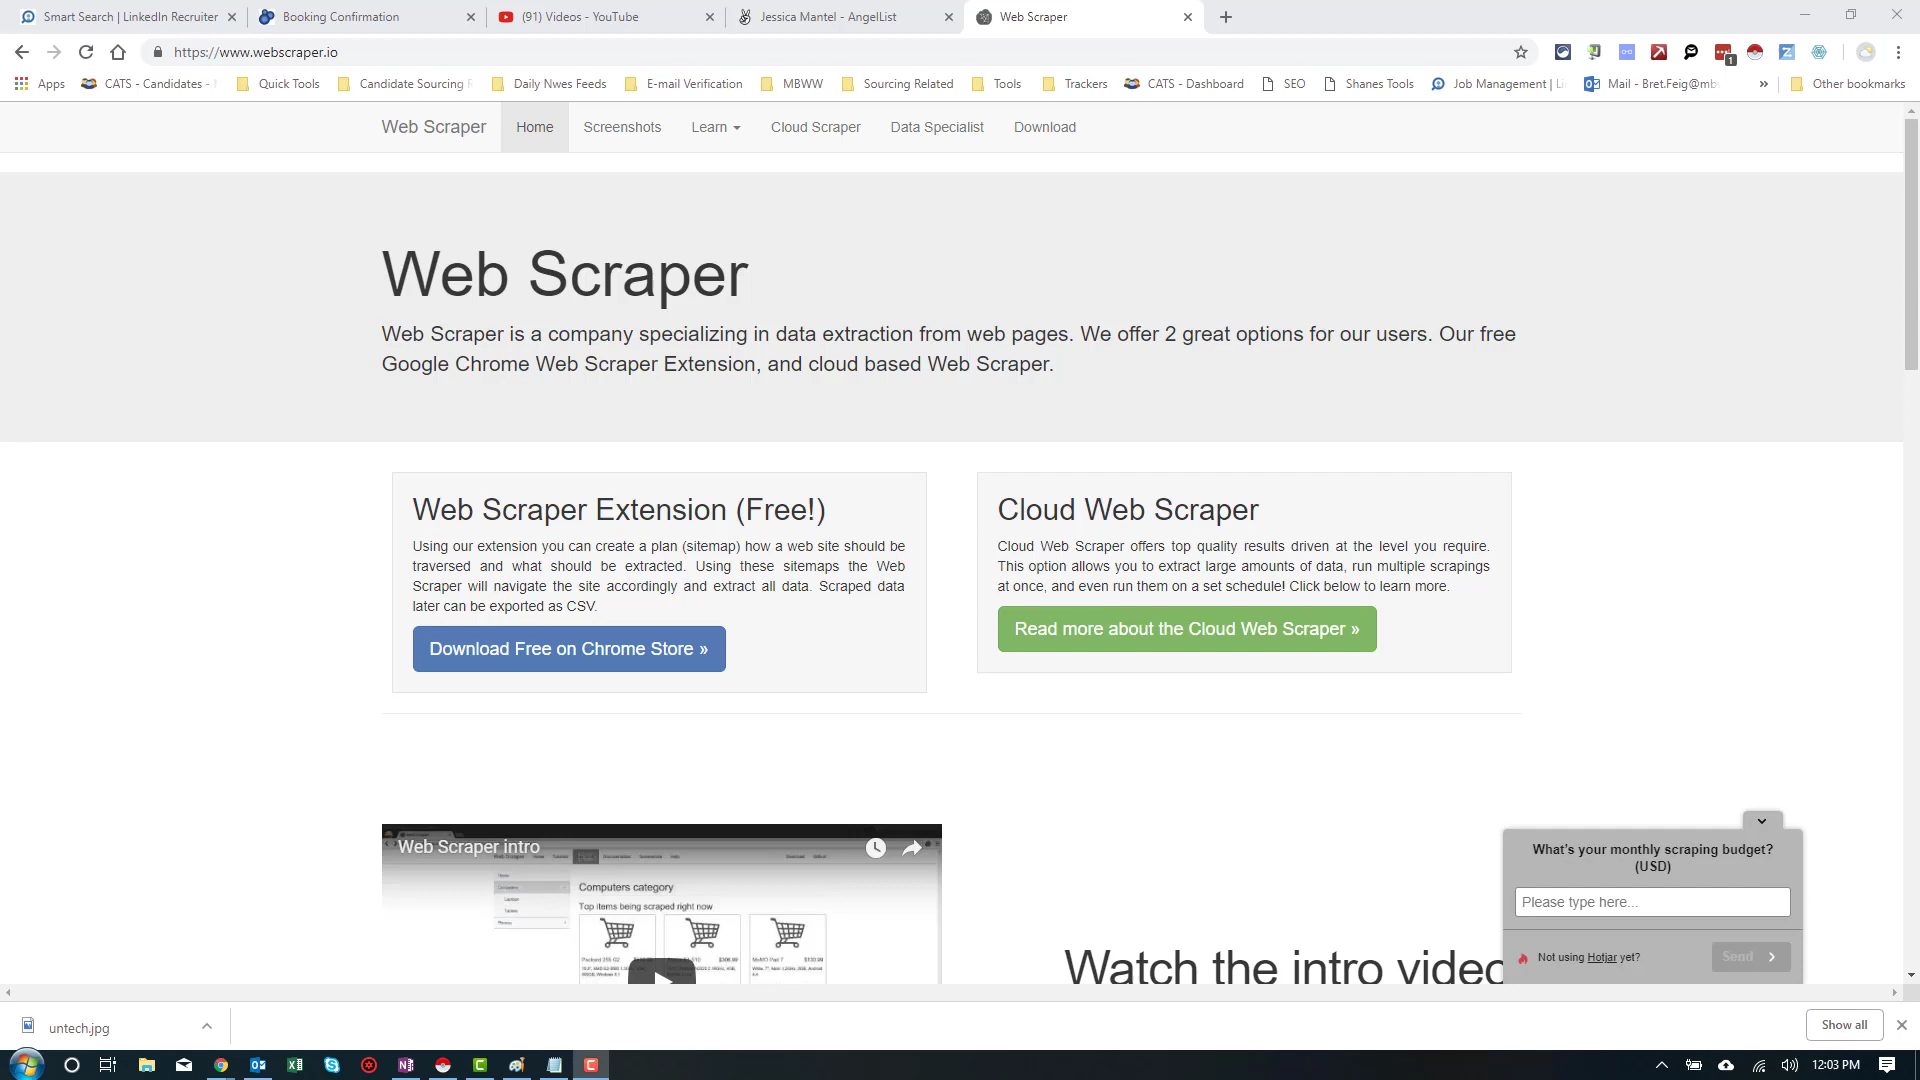 Smart Search | LinkedIn Recruiter
Booking Confirmation
(91) Videos - YouTube
Jessica Mantel - AngelList
Web Scraper
https://www.webscraper.io
1
Apps
CATS - Candidates -
Quick Tools
Candidate Sourcing
Daily Nwes Feeds
E-mail Verification
MBWW
Sourcing Related
Tools
Trackers
CATS - Dashboard
SEO
Shanes Tools
Job Management | Li
Mail - Bret.Feig@mb
»
Other bookmarks
Web Scraper
Home
Screenshots
Learn
Cloud Scraper
Data Specialist
Download
Web Scraper
Web Scraper is a company specializing in data extraction from web pages. We offer 2 great options for our users. Our free
Google Chrome Web Scraper Extension, and cloud based Web Scraper.
Web Scraper Extension (Free!)
Using our extension you can create a plan (sitemap) how a web site should be
traversed and what should be extracted. Using these sitemaps the Web
Scraper will navigate the site accordingly and extract all data. Scraped data
later can be exported as CSV.
Download Free on Chrome Store »
Cloud Web Scraper
Cloud Web Scraper offers top quality results driven at the level you require.
This option allows you to extract large amounts of data, run multiple scrapings
at once, and even run them on a set schedule! Click below to learn more.
Read more about the Cloud Web Scraper »
Web Scraper intro
Computers category
Top items being scraped right now
Watch the intro video
What's your monthly scraping budget?
(USD)
Please type here...
Not using Hotjar yet?
Send
untech.jpg
Show all
12:03 PM